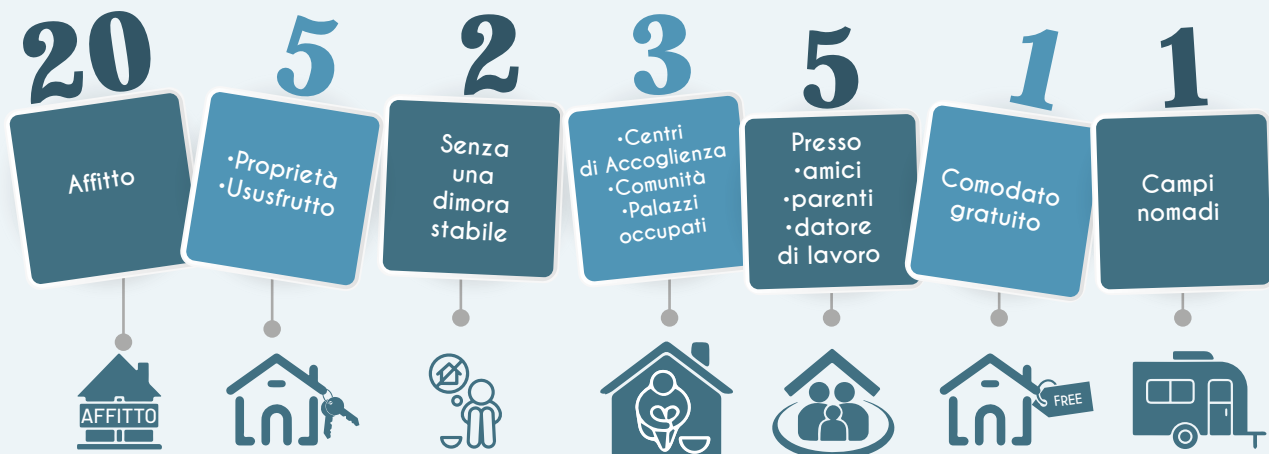 20
Affitto
AFFITTO
5
•Proprietà
•Ususfrutto
2
Senza
una
dimora
stabile
3
•Centri
di Accoglienza
•Comunità
•Palazzi
occupati
5
Presso
•amici
•parenti
•datore
di lavoro
1
Comodato
gratuito
FREE
1
Campi
nomadi